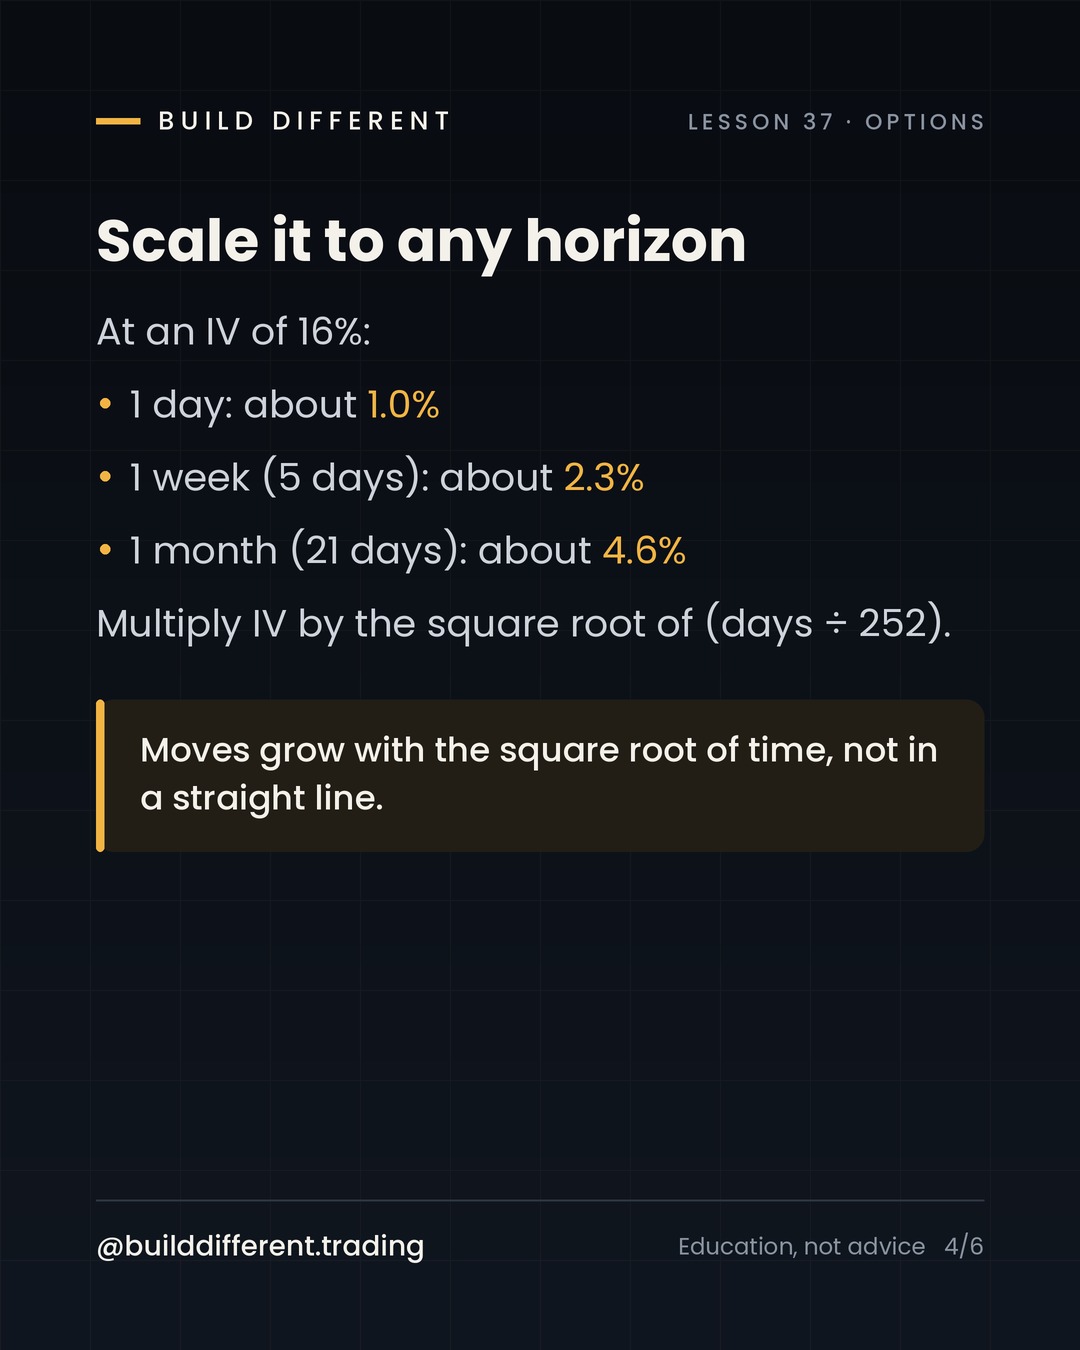 BUILD DIFFERENT
LESSON 37 · OPTIONS
Scale it to any horizon
At an IV of 16%:
• 1 day: about 1.0%
• 1 week (5 days): about 2.3%
• 1 month (21 days): about 4.6%
Multiply IV by the square root of (days ÷ 252).
Moves grow with the square root of time, not in
a straight line.
@builddifferent.trading
Education, not advice 4/6